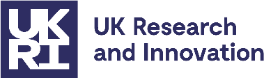 UK
RI
UK Research
and Innovation